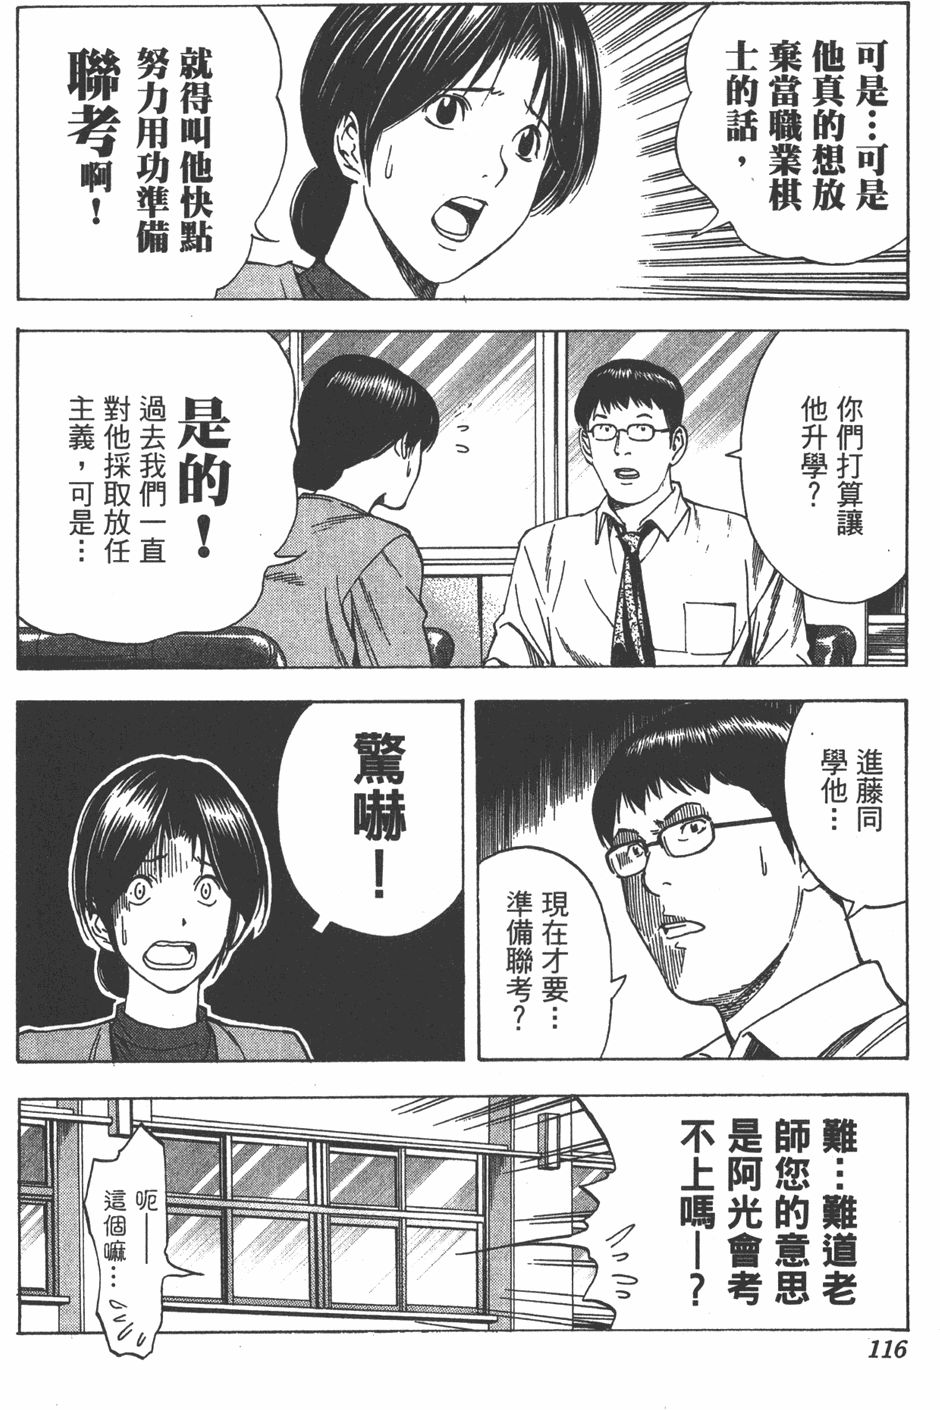 可是…可是
他真的想放
棄當職業棋
士的話，
就得叫他快點
努力用功準備
聯考啊！
你們打算讓
他升學？
是的！
過去我們一直
對他採取放任
主義，可是…
進藤同
學他…
現在才要…
準備聯考？
驚嚇！
難…難道老
師您的意思
是阿光會考
不上嗎—？
呃—
這個嘛…
116